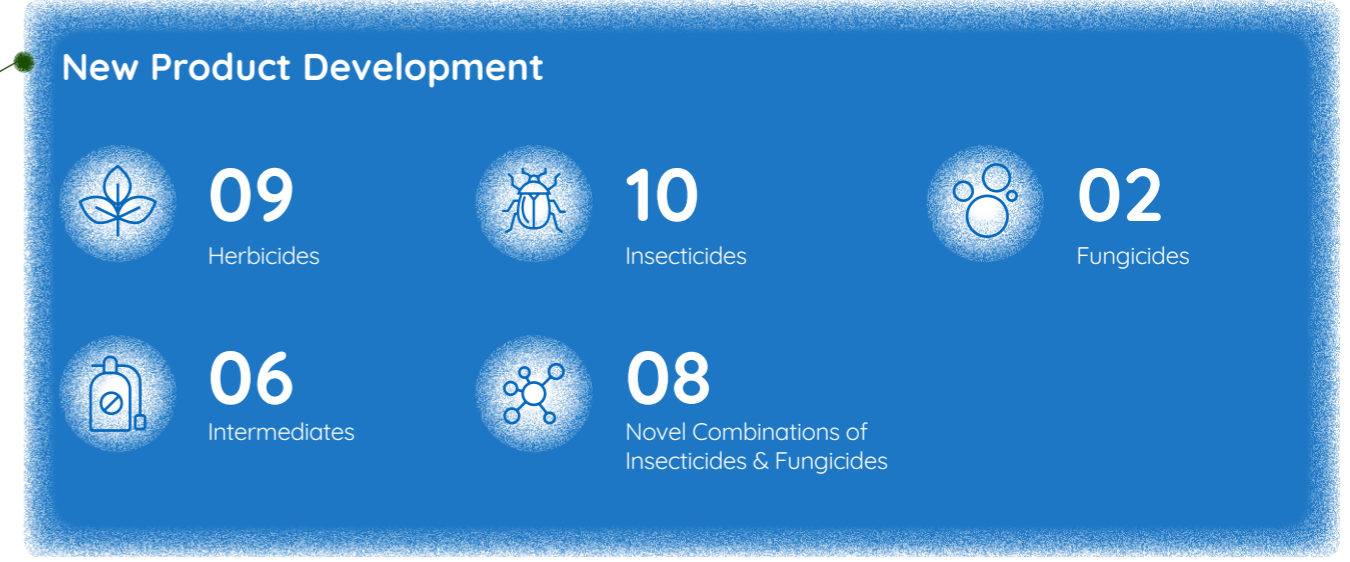 New Product Development
09
Herbicides
10
Insecticides
02
Fungicides
06
Intermediates
08
Novel Combinations of
Insecticides & Fungicides